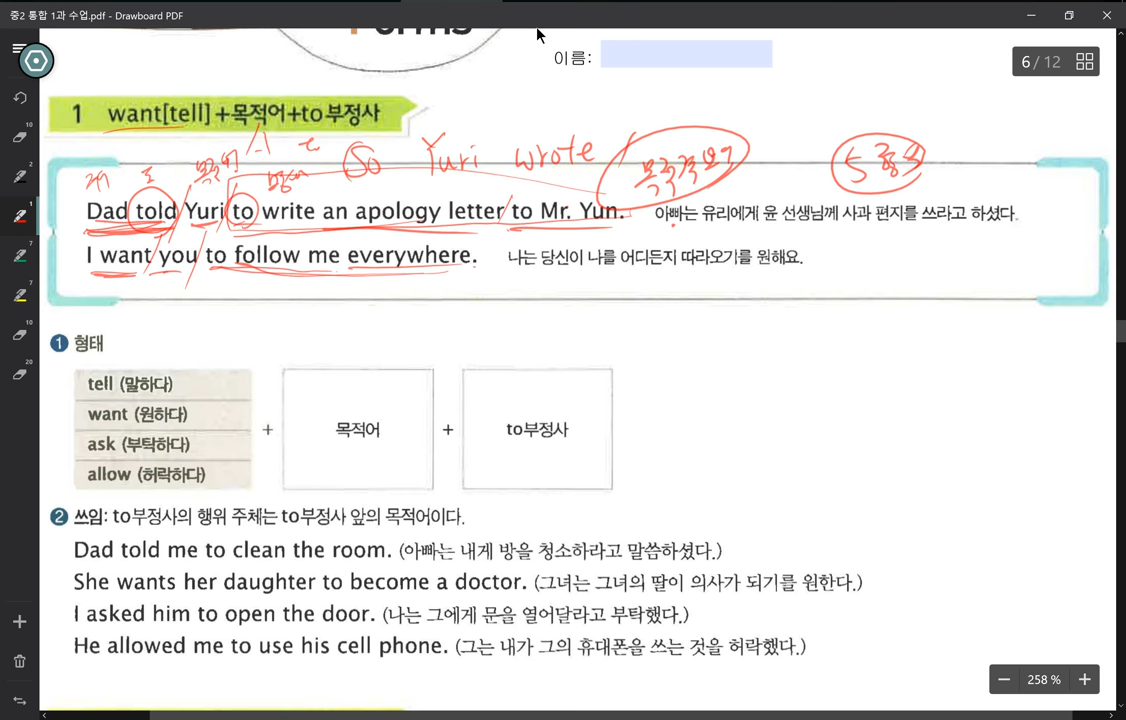 중2 통합 1과 수업.pdf - Drawboard PDF
이름:
6 / 12
1 want[tell]+목적어+to부정사
So Yuri wrote
5형식
Dad told Yuri to write an apology letter to Mr. Yun. 아빠는 유리에게 윤 선생님께 사과 편지를 쓰라고 하셨다.
I want you to follow me everywhere. 나는 당신이 나를 어디든지 따라오기를 원해요.
1 형태
tell (말하다)
want (원하다)
ask (부탁하다)
allow (허락하다)
+ 목적어 + to부정사
2 쓰임: to부정사의 행위 주체는 to부정사 앞의 목적어이다.
Dad told me to clean the room. (아빠는 내게 방을 청소하라고 말씀하셨다.)
She wants her daughter to become a doctor. (그녀는 그녀의 딸이 의사가 되기를 원한다.)
I asked him to open the door. (나는 그에게 문을 열어달라고 부탁했다.)
He allowed me to use his cell phone. (그는 내가 그의 휴대폰을 쓰는 것을 허락했다.)
258 %
10
2
1
7
7
10
20